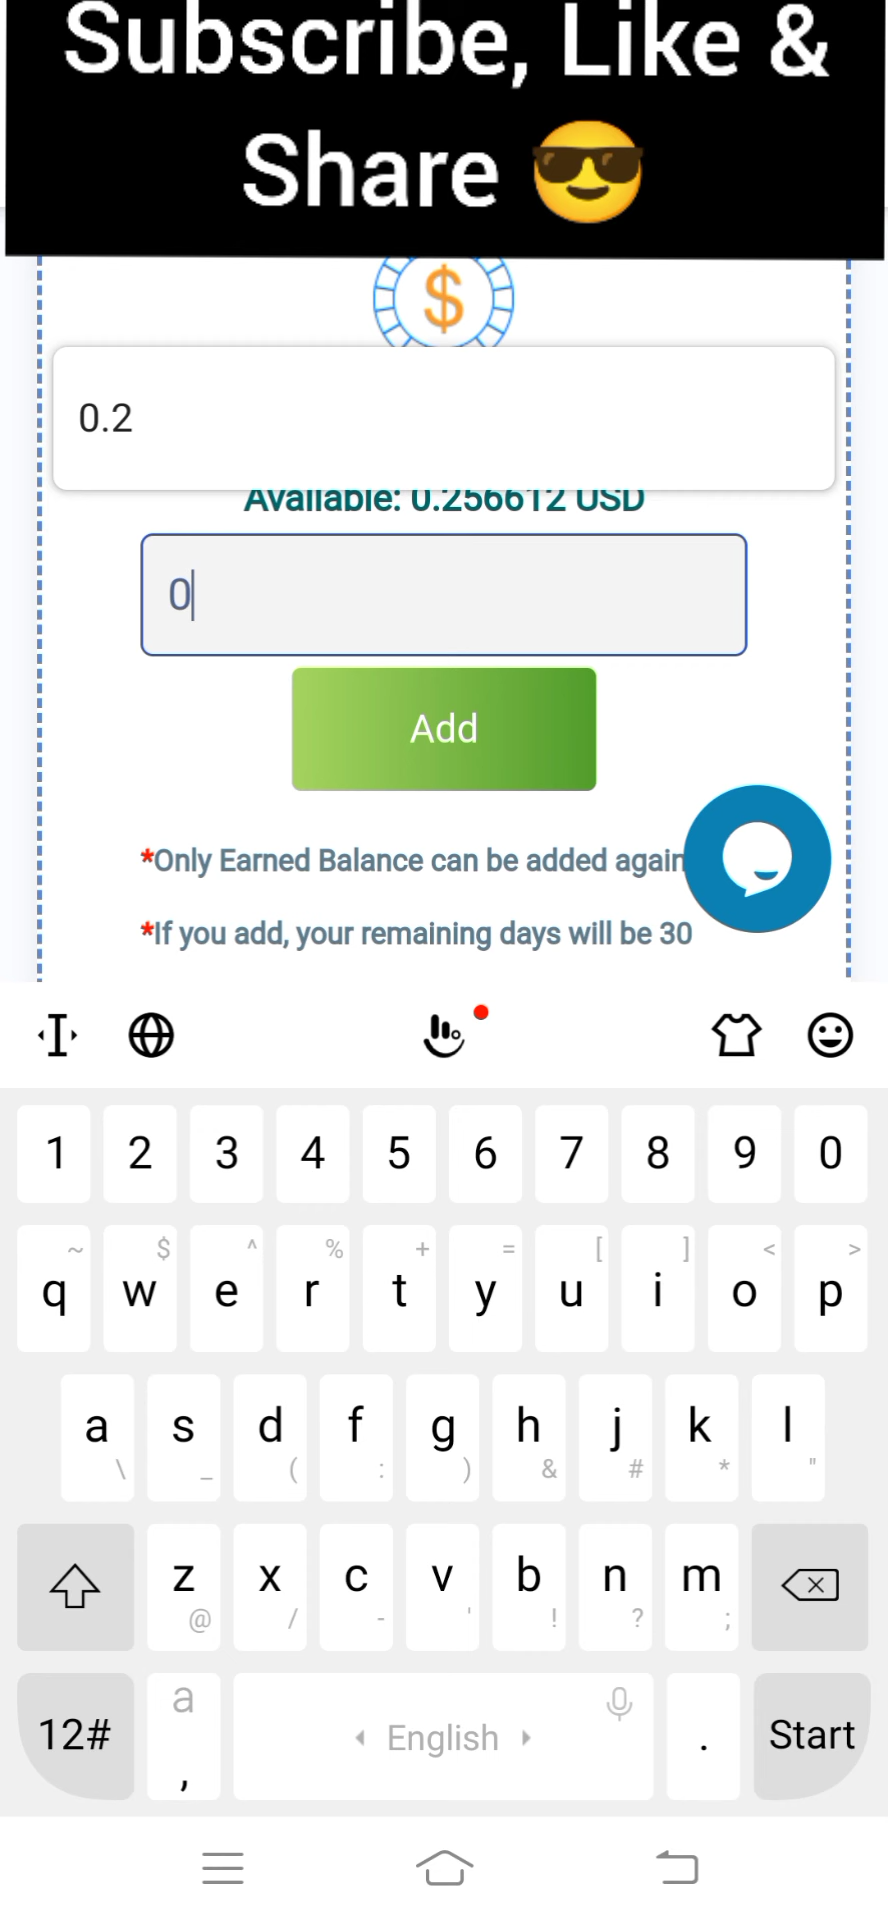 Subscribe, Like &
Share 😎
$
0.2
Available: 0.256612 USD
0
Add
*Only Earned Balance can be added again
*If you add, your remaining days will be 30
1 2 3 4 5 6 7 8 9 0
~ $ ^ % + = [ ] < >
q w e r t y u i o p
a s d f g h j k l
\ _ ( : ) & # * "
z x c v b n m
@ / - ' ! ? ;
12# a , English . Start